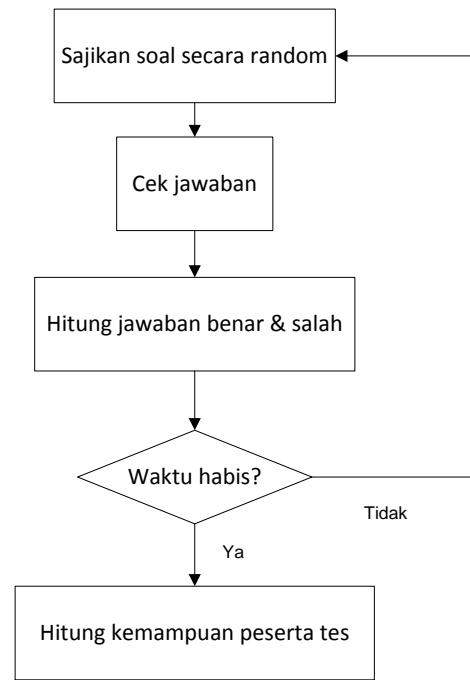 Sajikan soal secara random
Cek jawaban
Hitung jawaban benar & salah
Waktu habis?
Tidak
Ya
Hitung kemampuan peserta tes